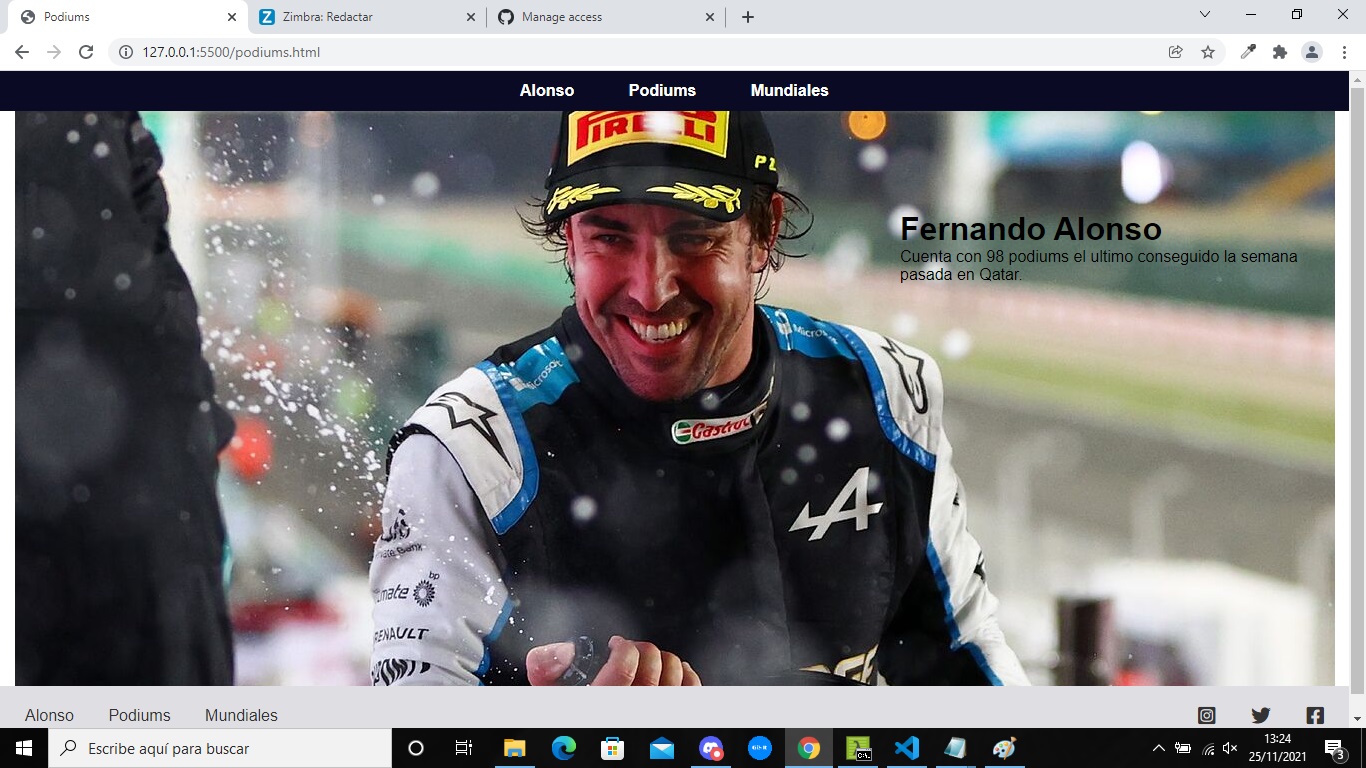 Podiums
Zimbra: Redactar
Manage access
127.0.0.1:5500/podiums.html
Alonso Podiums Mundiales
PIRELLI
P Z
Fernando Alonso
Cuenta con 98 podiums el ultimo conseguido la semana
pasada en Qatar.
Microsoft
Castrol
bp
RENAULT
Alonso Podiums Mundiales
Escribe aquí para buscar
13:24
25/11/2021
3